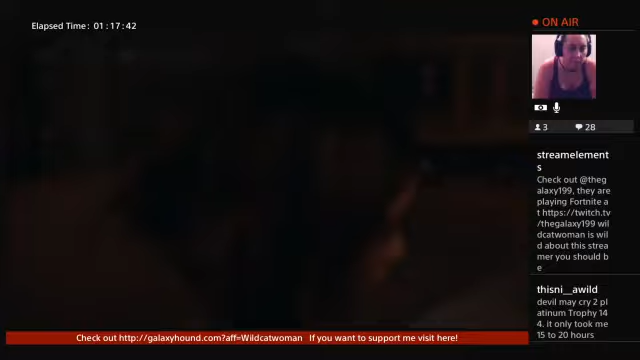 Elapsed Time: 01:17:42
ON AIR
3 28
streamelement
s
Check out @theg
alaxy199, they are
playing Fortnite a
t https://twitch.tv
/thegalaxy199 wil
dcatwoman is wil
d about this strea
mer you should b
e
thisni__awild
devil may cry 2 pl
atinum Trophy 14
4. it only took me
15 to 20 hours
Check out http://galaxyhound.com?aff=Wildcatwoman If you want to support me visit here!